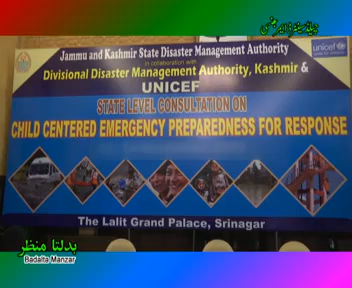 Jammu and Kashmir State Disaster Management Authority
in collaboration with
Divisional Disaster Management Authority, Kashmir &
UNICEF
unicef
STATE LEVEL CONSULTATION ON
CHILD CENTERED EMERGENCY PREPAREDNESS FOR RESPONSE
The Lalit Grand Palace, Srinagar
بدلتا منظر
Badalta Manzar